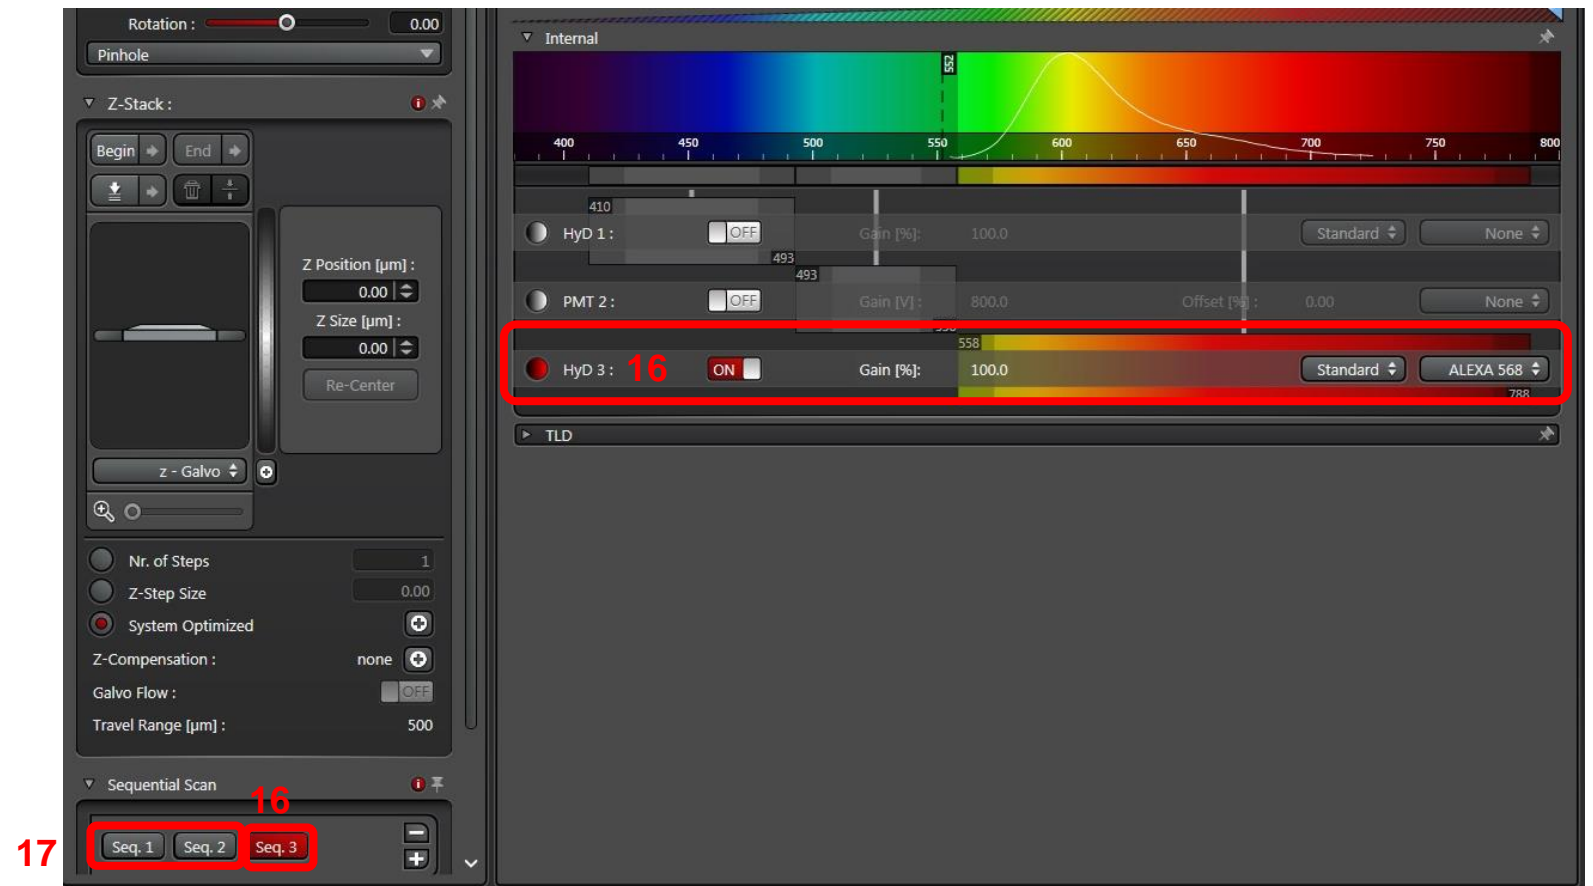 Rotation : 0.00
Pinhole
Z-Stack :
Begin End
Z Position [µm] :
0.00
Z Size [µm] :
0.00
Re-Center
z - Galvo
Nr. of Steps 1
Z-Step Size 0.00
System Optimized
Z-Compensation : none
Galvo Flow : OFF
Travel Range [µm] : 500
Sequential Scan
16
17
Seq. 1 Seq. 2 Seq. 3
Internal
552
400 450 500 550 600 650 700 750 800
410
HyD 1 : OFF Gain [%]: 100.0 Standard None
493
493
PMT 2 : OFF Gain [V] : 800.0 Offset [%] : 0.00 None
558
HyD 3 : 16 ON Gain [%]: 100.0 Standard ALEXA 568
788
TLD